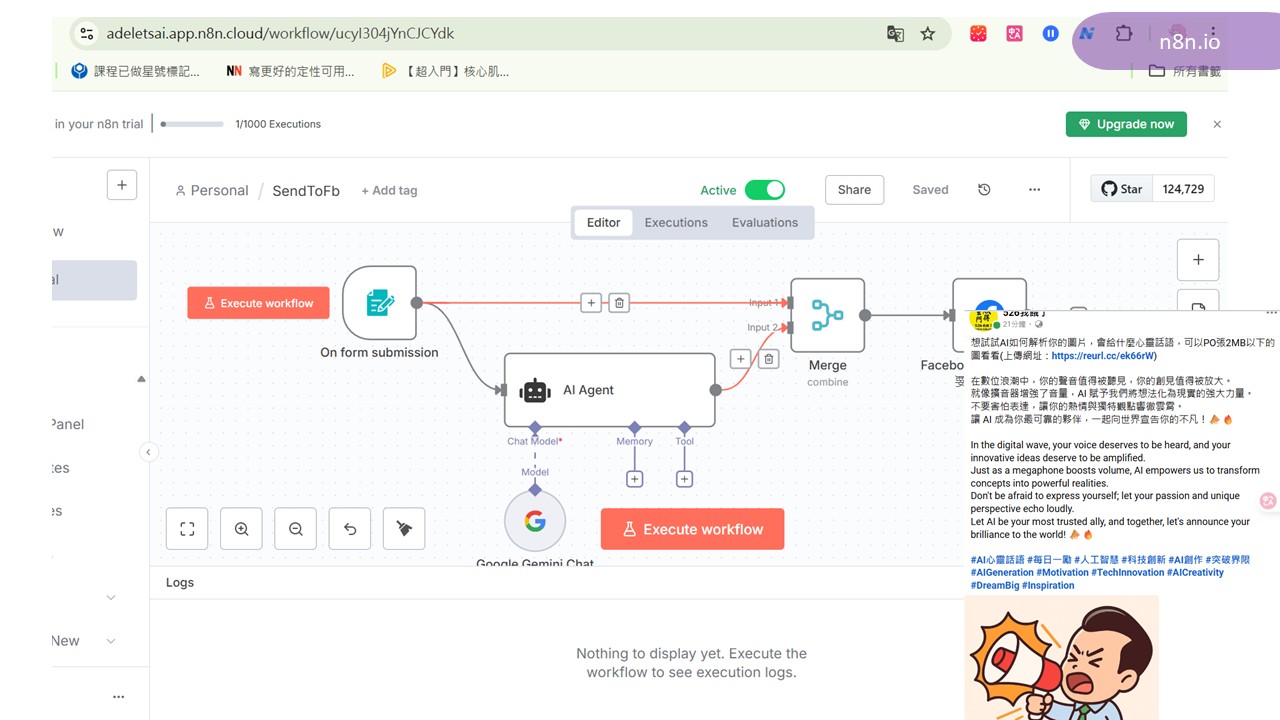 adeletsai.app.n8n.cloud/workflow/ucyI304jYnCJCYdk
n8n.io
課程已做星號標記...
NN 寫更好的定性可用...
【超入門】核心肌...
所有書籤
in your n8n trial
1/1000 Executions
Upgrade now
Personal / SendToFb
+ Add tag
Active
Share
Saved
Star
124,729
Editor
Executions
Evaluations
Execute workflow
On form submission
AI Agent
Chat Model*
Memory
Tool
Model
Google Gemini Chat
Input 1
Input 2
Merge
combine
Facebo
Execute workflow
Logs
Nothing to display yet. Execute the
workflow to see execution logs.
w
al
Panel
tes
es
New
526我餓了
21分鐘
想試試AI如何解析你的圖片，會給什麼心靈話語，可以PO張2MB以下的
圖看看(上傳網址：https://reurl.cc/ek66rW)
在數位浪潮中，你的聲音值得被聽見，你的創見值得被放大。
就像擴音器增強了音量，AI 賦予我們將想法化為現實的強大力量。
不要害怕表達，讓你的熱情與獨特觀點響徹雲霄。
讓 AI 成為你最可靠的夥伴，一起向世界宣告你的不凡！📣🔥
In the digital wave, your voice deserves to be heard, and your
innovative ideas deserve to be amplified.
Just as a megaphone boosts volume, AI empowers us to transform
concepts into powerful realities.
Don't be afraid to express yourself; let your passion and unique
perspective echo loudly.
Let AI be your most trusted ally, and together, let's announce your
brilliance to the world! 📣🔥
#AI心靈話語 #每日一勵 #人工智慧 #科技創新 #AI創作 #突破界限
#AIGeneration #Motivation #TechInnovation #AICreativity
#DreamBig #Inspiration